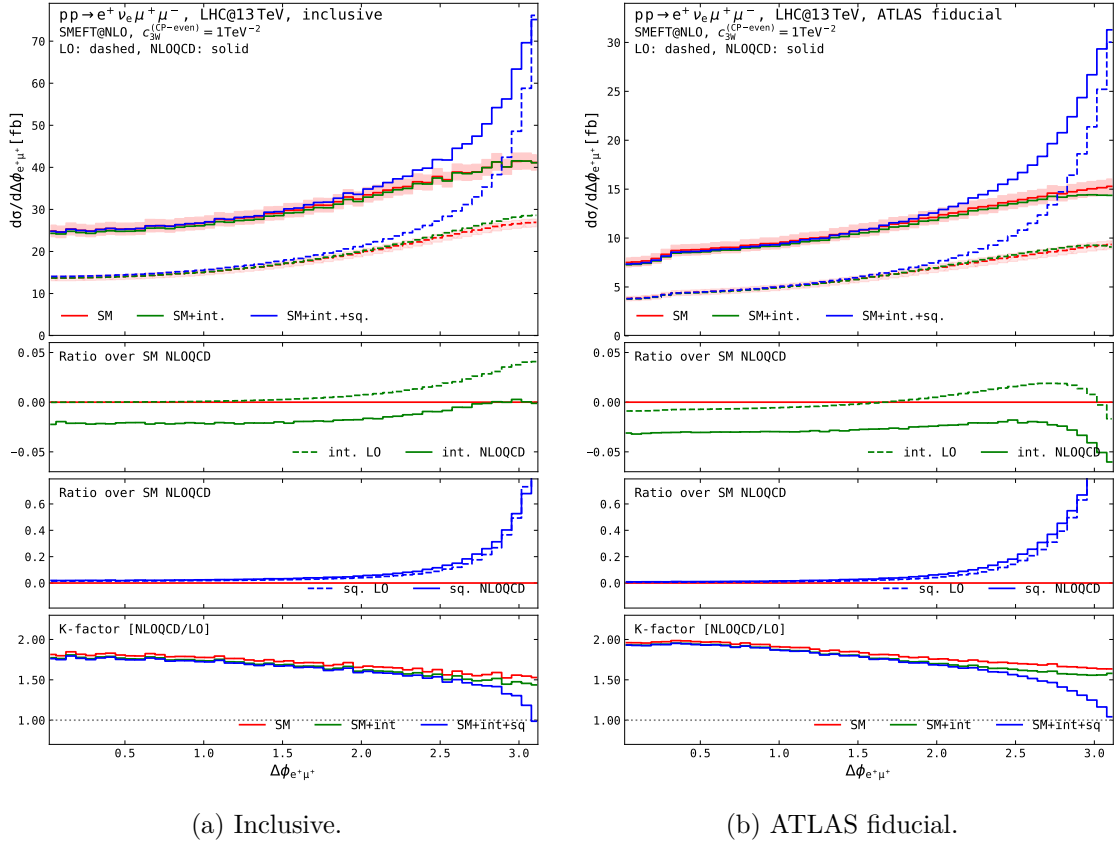 pp→e⁺ νₑ μ⁺μ⁻, LHC@13TeV, inclusive
SMEFT@NLO, c₃W^(CP-even) = 1TeV⁻²
LO: dashed, NLOQCD: solid
dσ/dΔϕ_e⁺μ⁺ [fb]
70
60
50
40
30
20
10
0
SM SM+int. SM+int.+sq.
Ratio over SM NLOQCD
0.05
0.00
−0.05
int. LO int. NLOQCD
Ratio over SM NLOQCD
0.6
0.4
0.2
0.0
sq. LO sq. NLOQCD
K-factor [NLOQCD/LO]
2.00
1.50
1.00
SM SM+int SM+int+sq
0.5 1.0 1.5 2.0 2.5 3.0
Δϕ_e⁺μ⁺
(a) Inclusive.
pp→e⁺ νₑ μ⁺μ⁻, LHC@13TeV, ATLAS fiducial
SMEFT@NLO, c₃W^(CP-even) = 1TeV⁻²
LO: dashed, NLOQCD: solid
dσ/dΔϕ_e⁺μ⁺ [fb]
30
25
20
15
10
5
0
SM SM+int. SM+int.+sq.
Ratio over SM NLOQCD
0.05
0.00
−0.05
int. LO int. NLOQCD
Ratio over SM NLOQCD
0.6
0.4
0.2
0.0
sq. LO sq. NLOQCD
K-factor [NLOQCD/LO]
2.00
1.50
1.00
SM SM+int SM+int+sq
0.5 1.0 1.5 2.0 2.5 3.0
Δϕ_e⁺μ⁺
(b) ATLAS fiducial.